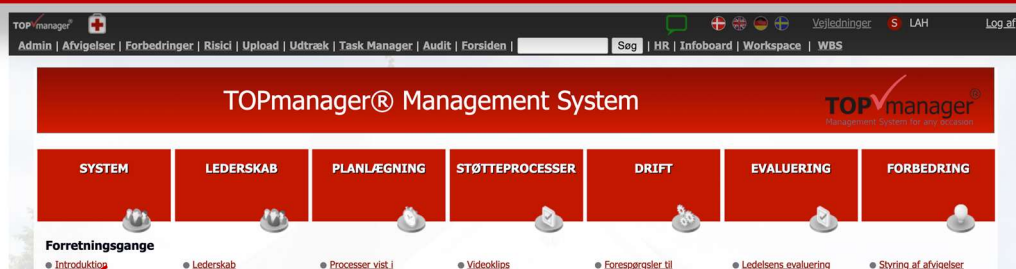 TOPmanager® Vejledninger S LAH Log af
Admin | Afvigelser | Forbedringer | Risici | Upload | Udtræk | Task Manager | Audit | Forsiden | Søg | HR | Infoboard | Workspace | WBS
TOPmanager® Management System
TOPmanager®
Management System for any occasion
SYSTEM LEDERSKAB PLANLÆGNING STØTTEPROCESSER DRIFT EVALUERING FORBEDRING
Forretningsgange
Introduktion Lederskab Processer vist i Videoklips Forespørgsler til Ledelsens evaluering Styring af afvigelser